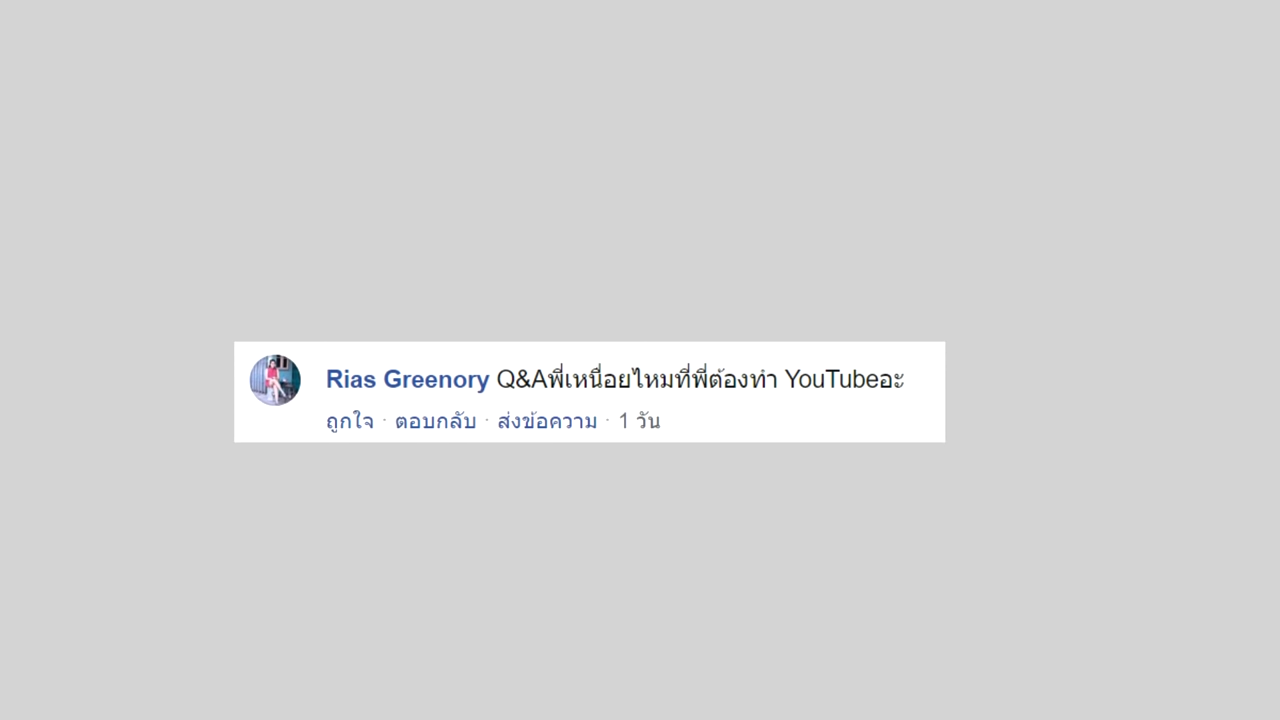 Rias Greenory Q&Aพี่เหนื่อยไหมที่พี่ต้องทำ YouTubeอะ
ถูกใจ · ตอบกลับ · ส่งข้อความ · 1 วัน